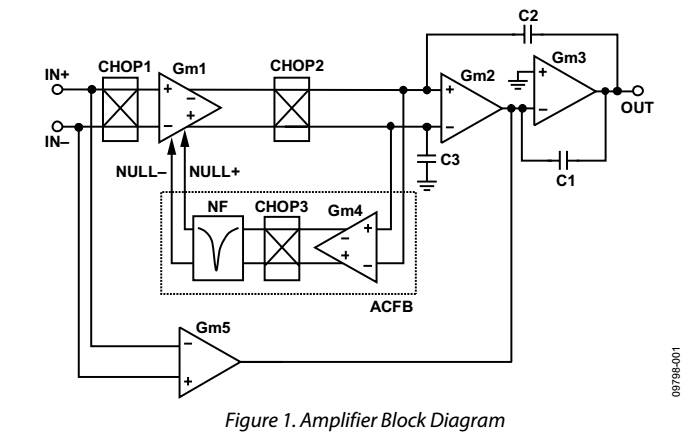 C2
CHOP1
Gm1
CHOP2
Gm2
Gm3
IN+
+
–
–
+
+
–
+
–
OUT
IN–
NULL–
NULL+
C3
C1
NF
CHOP3
Gm4
–
+
+
–
ACFB
Gm5
–
+
09798-001
Figure 1. Amplifier Block Diagram